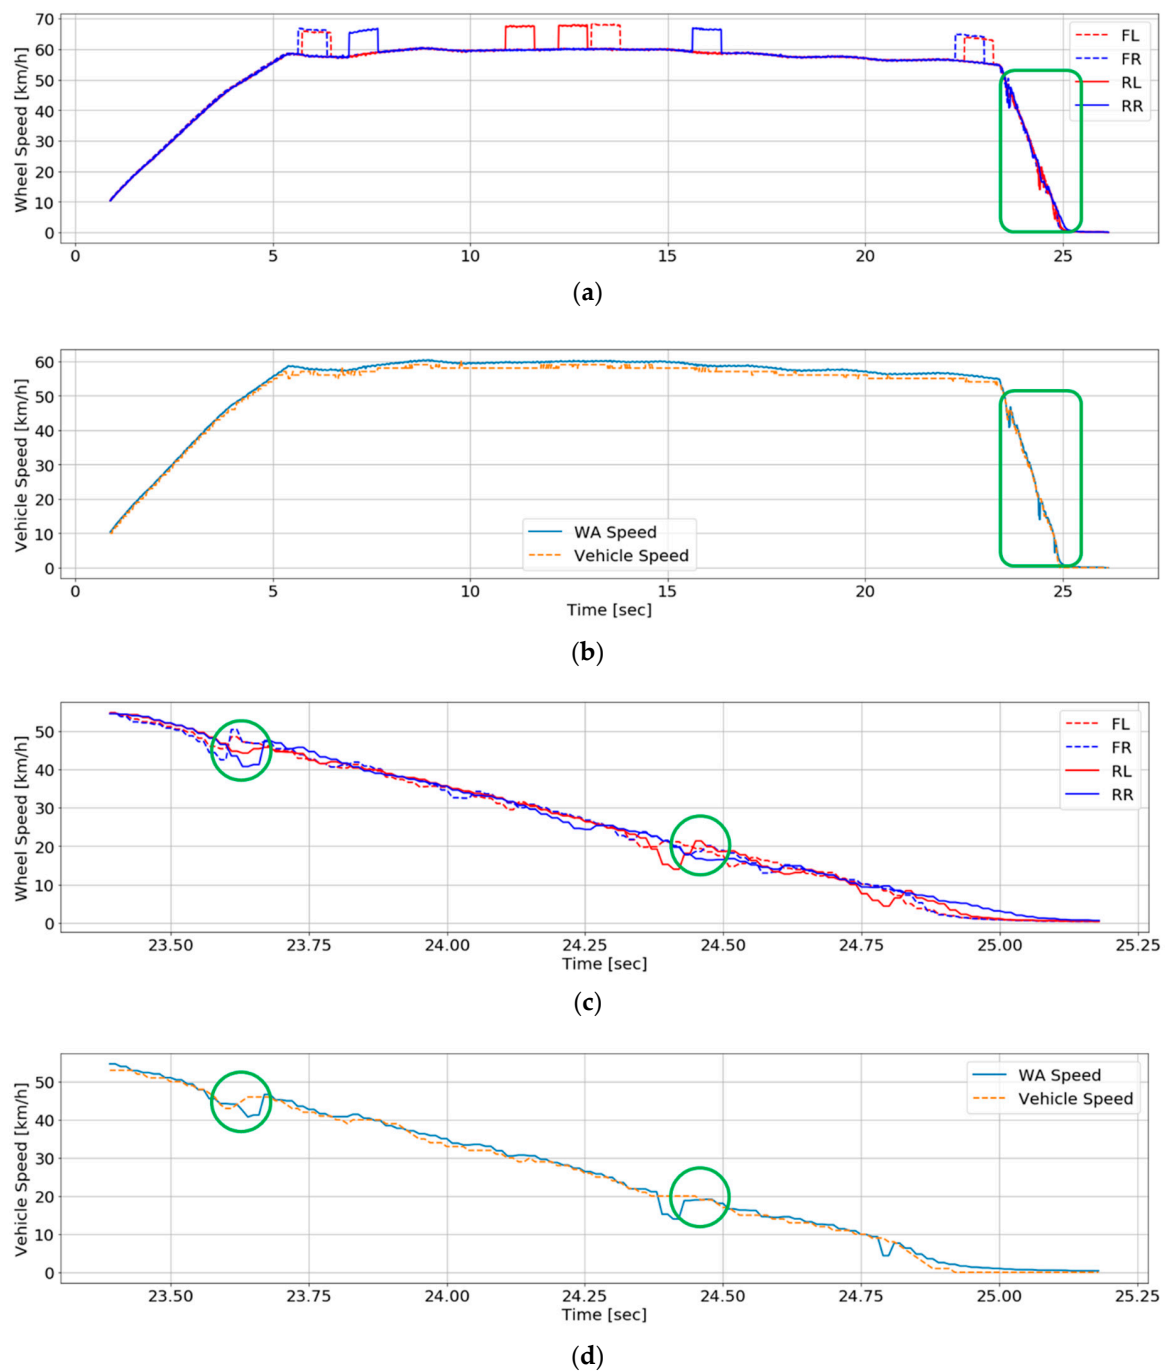 Wheel Speed [km/h]
70
60
50
40
30
20
10
0
0 5 10 15 20 25
FL
FR
RL
RR
(a)
Vehicle Speed [km/h]
60
50
40
30
20
10
0
WA Speed
Vehicle Speed
0 5 10 15 20 25
Time [sec]
(b)
Wheel Speed [km/h]
50
40
30
20
10
0
FL
FR
RL
RR
23.50 23.75 24.00 24.25 24.50 24.75 25.00 25.25
Time [sec]
(c)
Vehicle Speed [km/h]
50
40
30
20
10
0
WA Speed
Vehicle Speed
23.50 23.75 24.00 24.25 24.50 24.75 25.00 25.25
Time [sec]
(d)